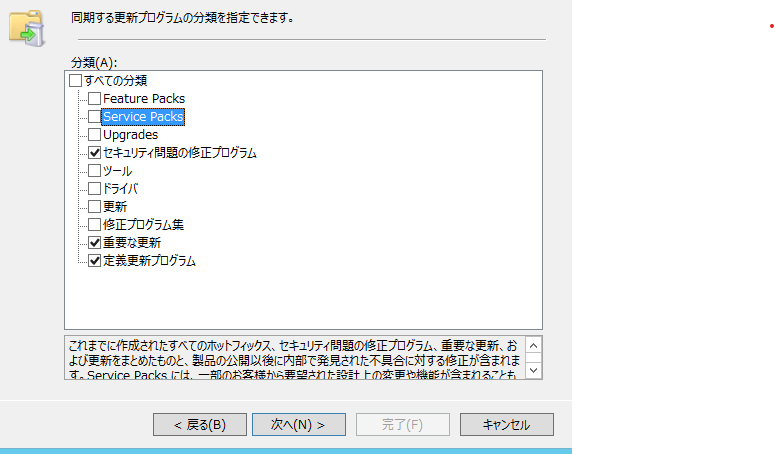 同期する更新プログラムの分類を指定できます。
分類(A):
すべての分類
Feature Packs
Service Packs
Upgrades
セキュリティ問題の修正プログラム
ツール
ドライバ
更新
修正プログラム集
重要な更新
定義更新プログラム
これまでに作成されたすべてのホットフィックス、セキュリティ問題の修正プログラム、重要な更新、お
よび更新をまとめたものと、製品の公開以後に内部で発見された不具合に対する修正が含まれま
す。Service Packs には、一部のお客様から要望された設計上の変更や機能が含まれることも
< 戻る(B)
次へ(N) >
完了(F)
キャンセル